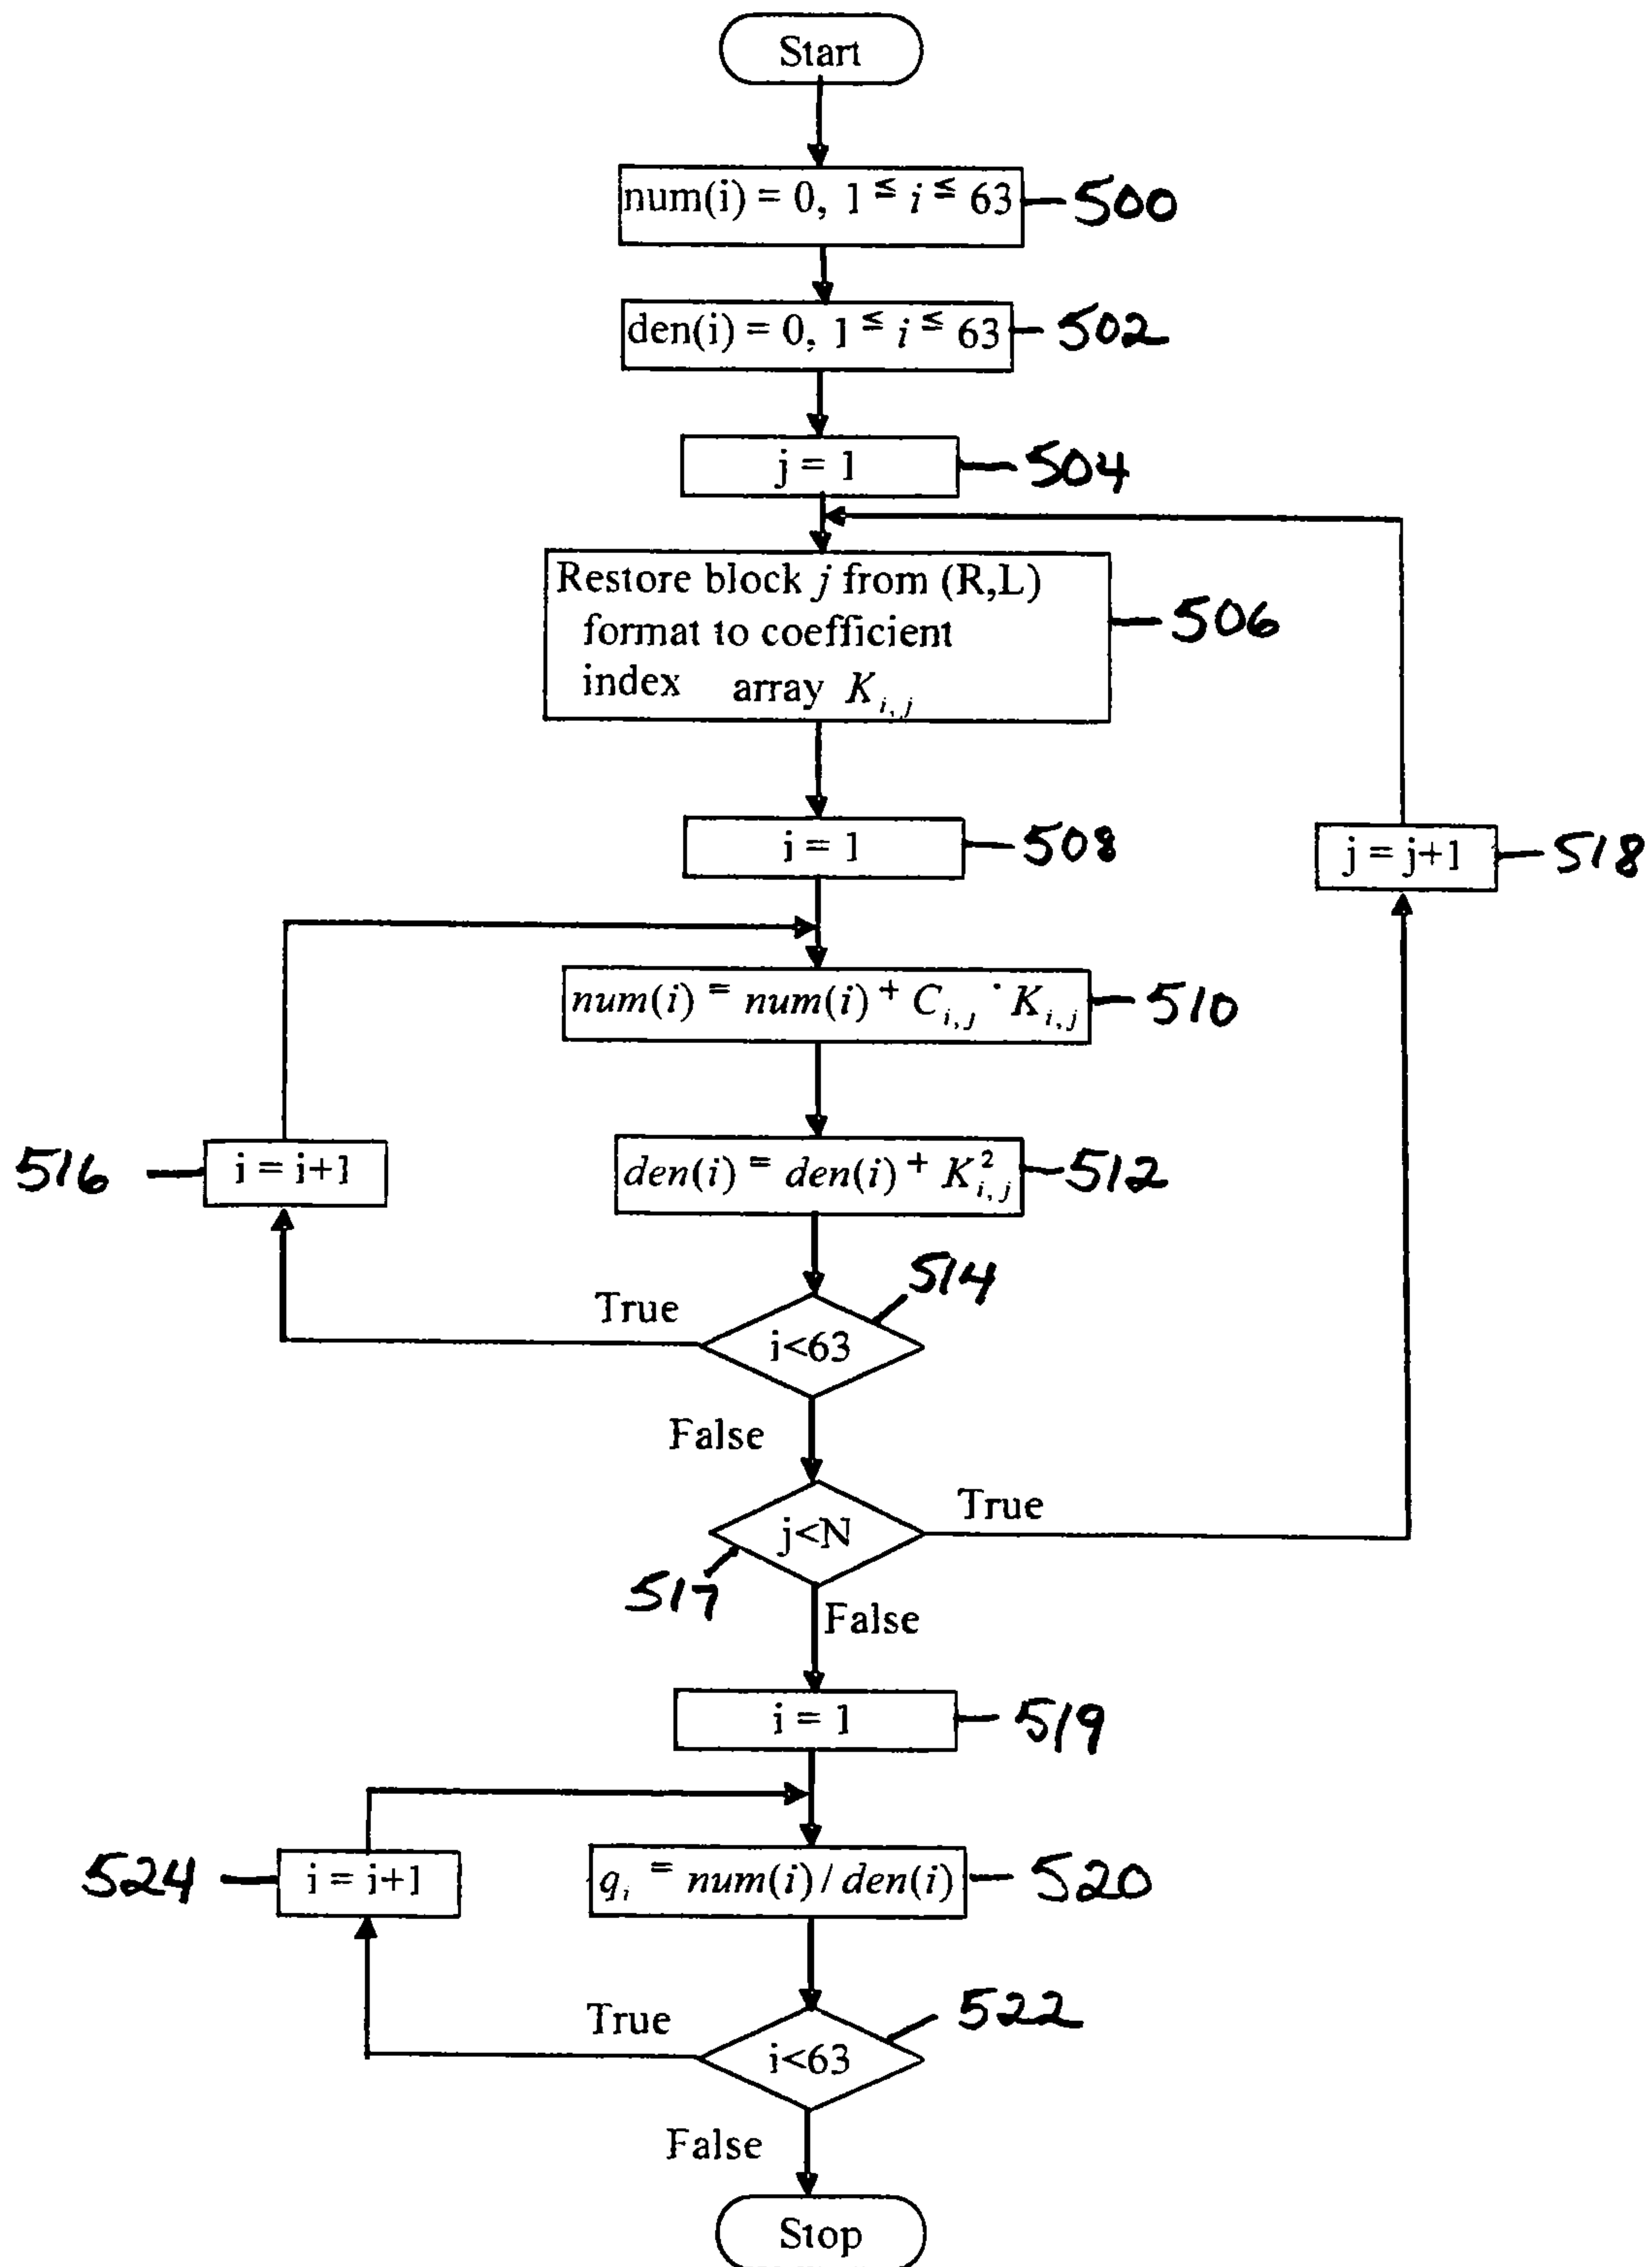 Start
num(i) = 0, 1 ≦ i ≦ 63
500
den(i) = 0, 1 ≦ i ≦ 63
502
j = 1
504
Restore block j from (R,L)
format to coefficient
index array K_{i,j}
506
i = 1
508
j = j+1
518
num(i) = num(i) + C_{i,j} · K_{i,j}
510
516
i = i+1
den(i) = den(i) + K²_{i,j}
512
514
True
i<63
False
j<N
True
517
False
i = 1
519
524
i = i+1
q_i = num(i) / den(i)
520
True
522
i<63
False
Stop